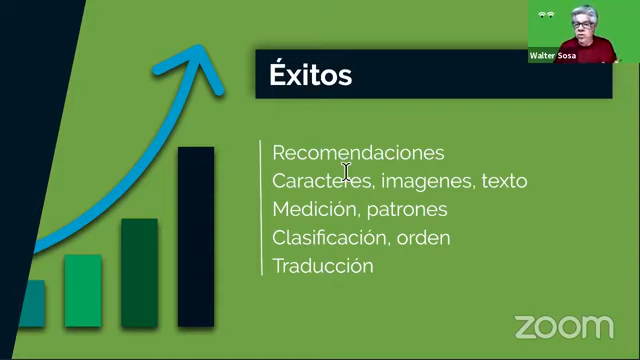 Walter Sosa
Éxitos
Recomendaciones
Caracteres, imagenes, texto
Medición, patrones
Clasificación, orden
Traducción
zoom